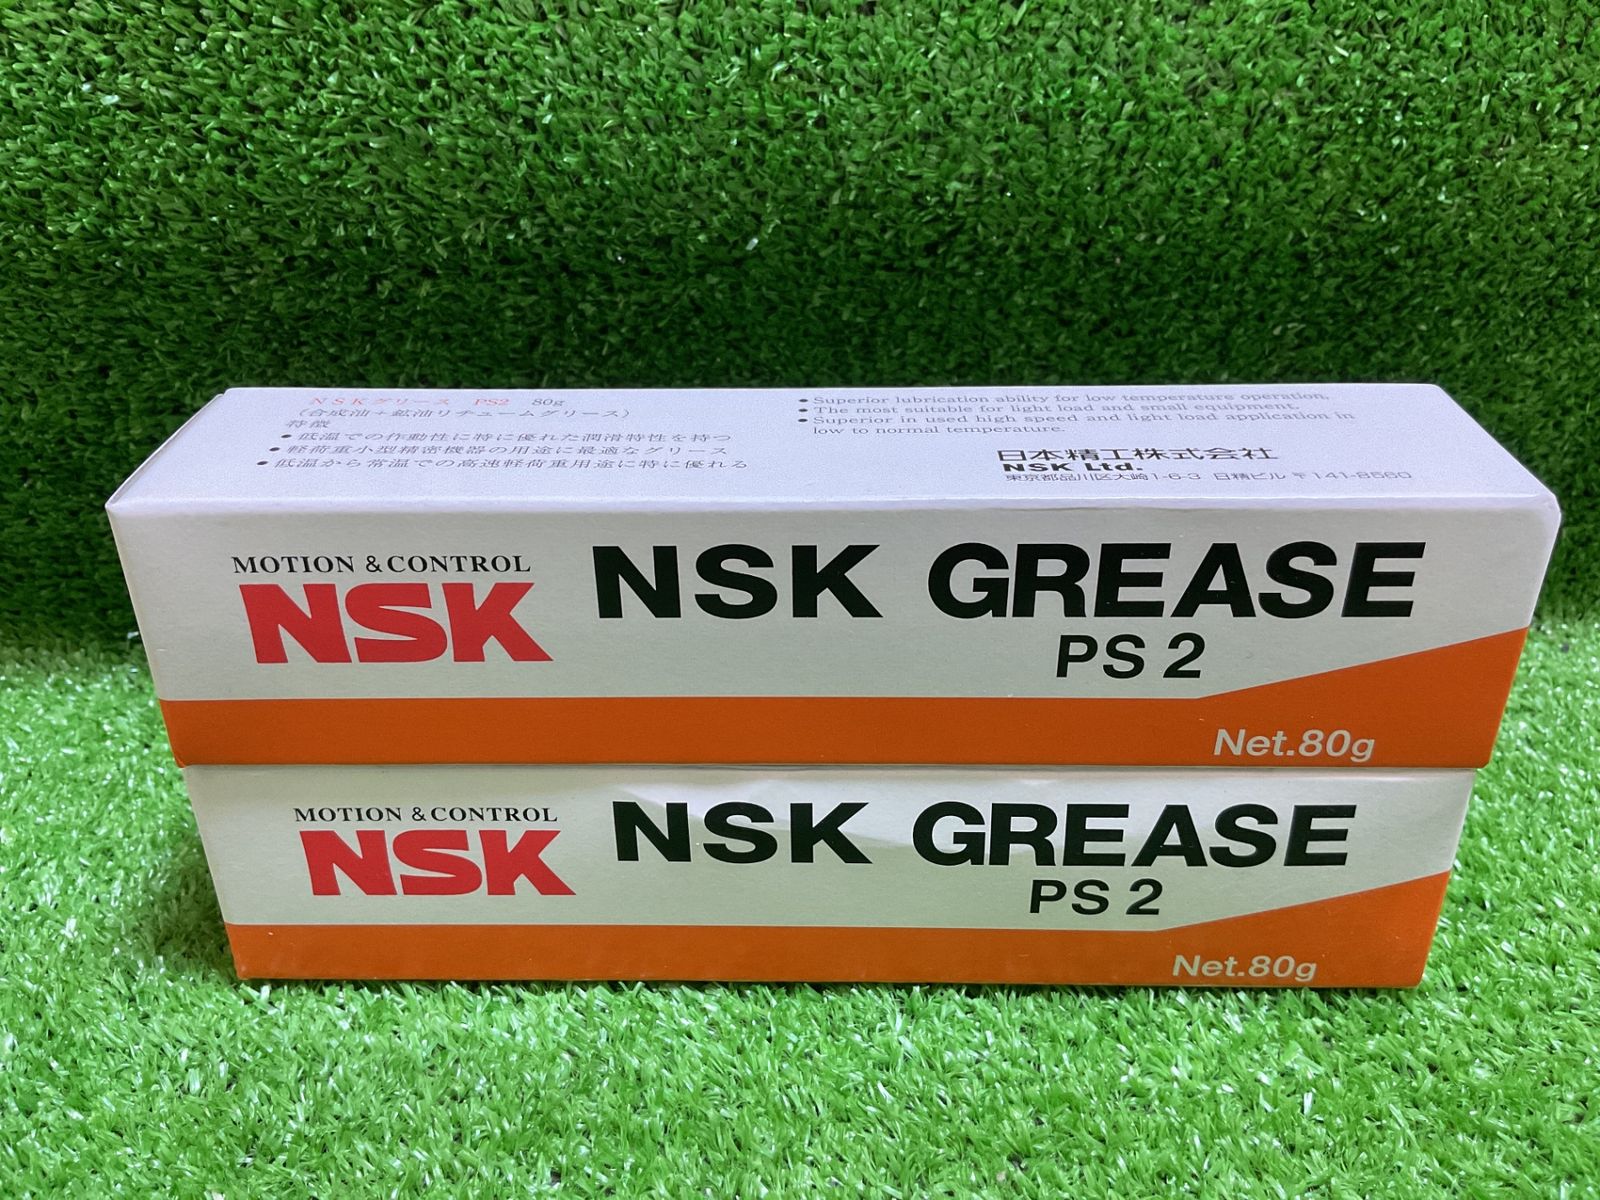 NSKグリース PS2 80g
(合成油＋鉱油リチュームグリース)
特徴
● 低温での作動性に特に優れた潤滑特性を持つ
● 軽荷重小型精密機器の用途に最適なグリース
● 低温から常温での高速軽荷重用途に特に優れる
● Superior lubrication ability for low temperature operation.
● The most suitable for light load and small equipment.
● Superior in used high speed and light load application in
low to normal temperature.
日本精工株式会社
NSK Ltd.
東京都品川区大崎1-6-3 日精ビル 〒141-8560
MOTION & CONTROL
NSK
NSK GREASE
PS 2
Net.80g
MOTION & CONTROL
NSK
NSK GREASE
PS 2
Net.80g